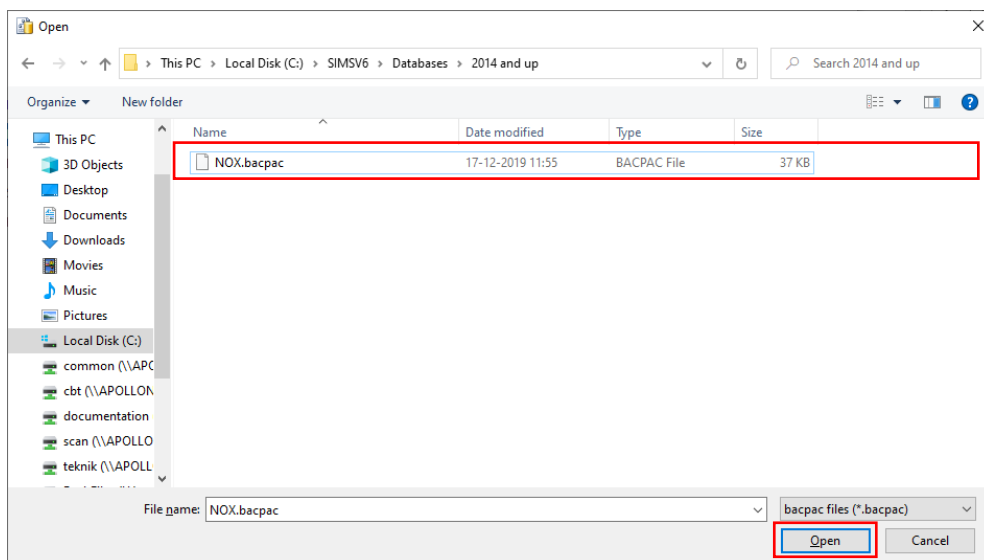 Open
This PC > Local Disk (C:) > SIMSV6 > Databases > 2014 and up
Search 2014 and up
Organize
New folder
Name Date modified Type Size
NOX.bacpac 17-12-2019 11:55 BACPAC File 37 KB
This PC
3D Objects
Desktop
Documents
Downloads
Movies
Music
Pictures
Local Disk (C:)
common (\\APC
cbt (\\APOLLON
documentation
scan (\\APOLLO
teknik (\\APOLL
File name: NOX.bacpac
bacpac files (*.bacpac)
Open
Cancel